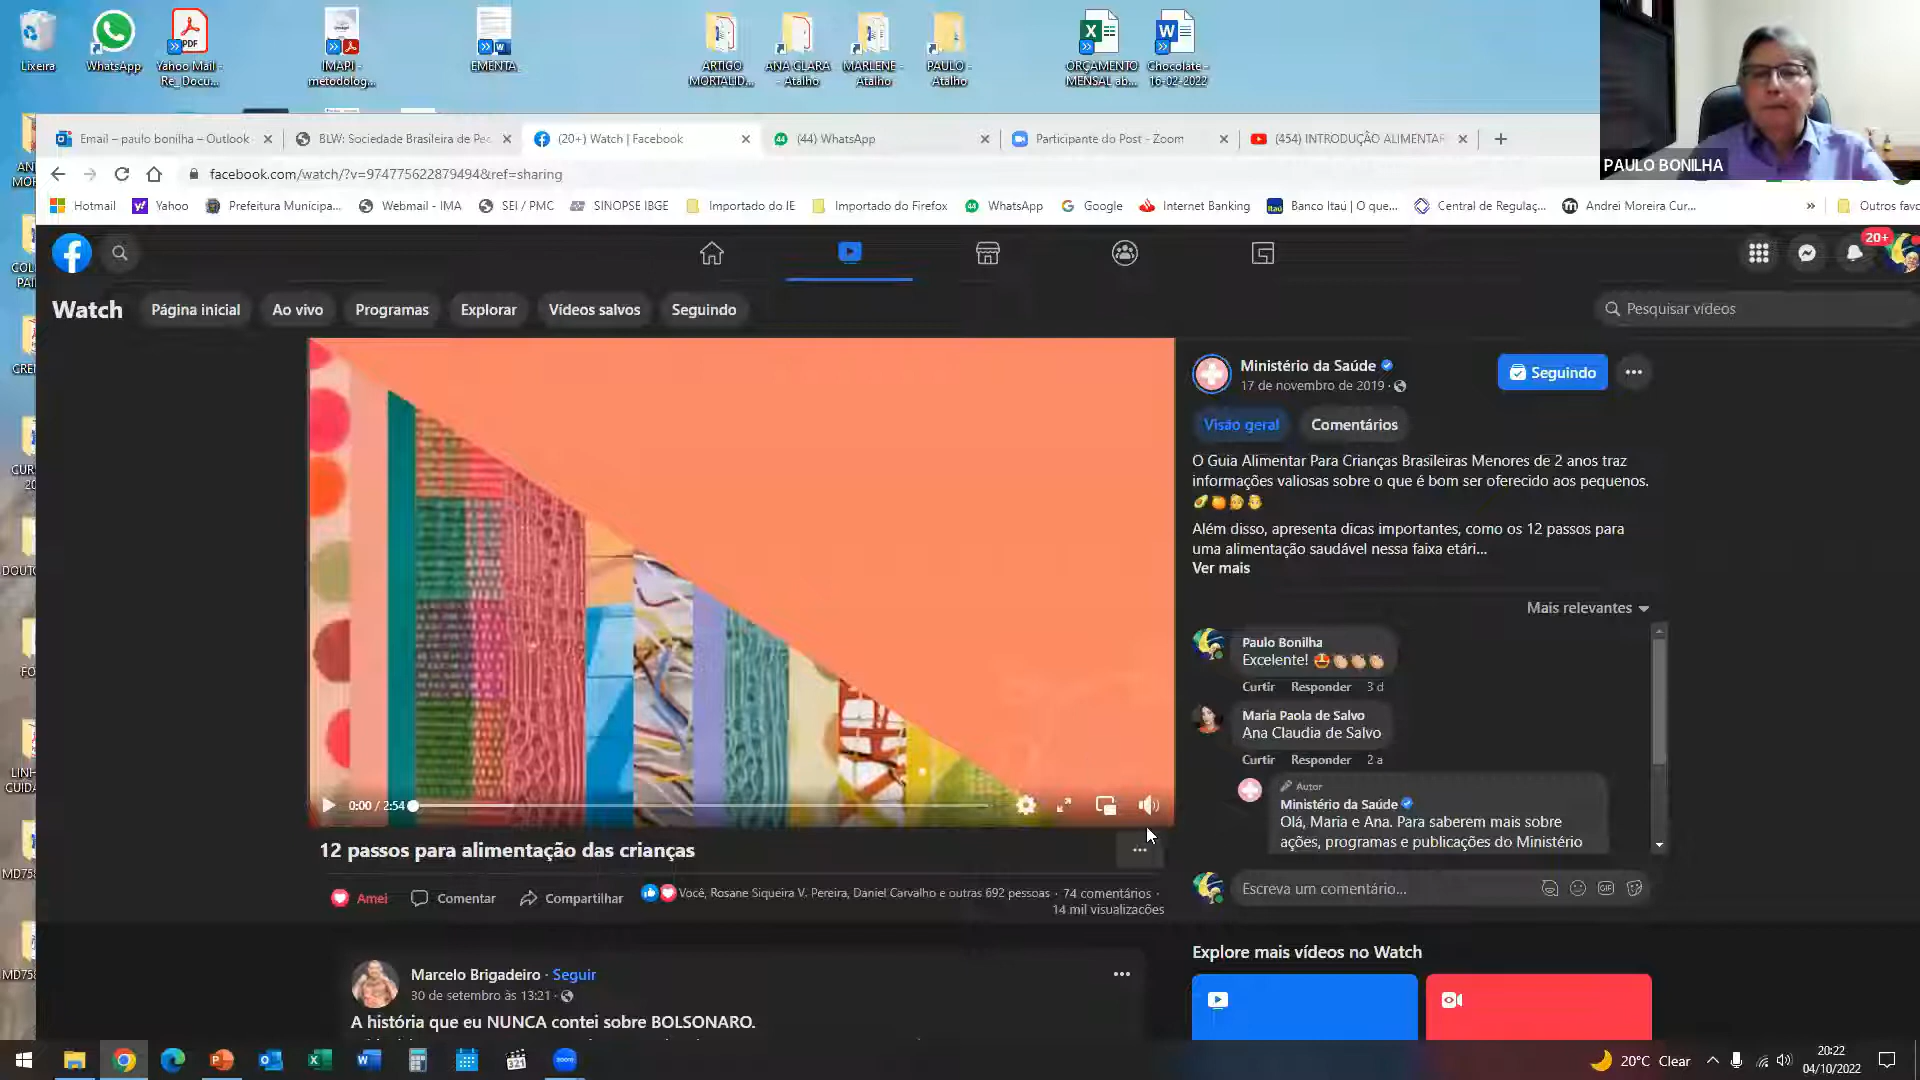 Lixeira
WhatsApp
Yahoo Mail -
Re_ Docu...
IMAPI -
metodolog...
EMENTA
ARTIGO
MORTALID...
ANA CLARA
- Atalho
MARLENE -
Atalho
PAULO -
Atalho
ORÇAMENTO
MENSAL ab...
Chocolate -
16-02-2022
PAULO BONILHA
Email – paulo bonilha – Outlook
BLW: Sociedade Brasileira de Pec
(20+) Watch | Facebook
(44) WhatsApp
Participante do Post - Zoom
(454) INTRODUÇÃO ALIMENTAR
facebook.com/watch/?v=974775622879494&ref=sharing
Hotmail
Yahoo
Prefeitura Municipa...
Webmail - IMA
SEI / PMC
SINOPSE IBGE
Importado do IE
Importado do Firefox
WhatsApp
Google
Internet Banking
Banco Itaú | O que...
Central de Regulaç...
Andrei Moreira Cur...
»
Outros favo
20+
Watch
Página inicial
Ao vivo
Programas
Explorar
Vídeos salvos
Seguindo
Pesquisar vídeos
Ministério da Saúde
17 de novembro de 2019 ·
Seguindo
Visão geral
Comentários
O Guia Alimentar Para Crianças Brasileiras Menores de 2 anos traz
informações valiosas sobre o que é bom ser oferecido aos pequenos.
🥑🍊👶👶
Além disso, apresenta dicas importantes, como os 12 passos para
uma alimentação saudável nessa faixa etári...
Ver mais
Mais relevantes
Paulo Bonilha
Excelente! 🤩👏🏼👏🏼👏🏼
Curtir Responder 3 d
Maria Paola de Salvo
Ana Claudia de Salvo
Curtir Responder 2 a
Autor
Ministério da Saúde
Olá, Maria e Ana. Para saberem mais sobre
ações, programas e publicações do Ministério
Escreva um comentário...
GIF
0:00 / 2:54
12 passos para alimentação das crianças
Amei
Comentar
Compartilhar
Você, Rosane Siqueira V. Pereira, Daniel Carvalho e outras 692 pessoas · 74 comentários ·
14 mil visualizações
Explore mais vídeos no Watch
Marcelo Brigadeiro · Seguir
30 de setembro às 13:21 ·
A história que eu NUNCA contei sobre BOLSONARO.
20°C Clear
20:22
04/10/2022